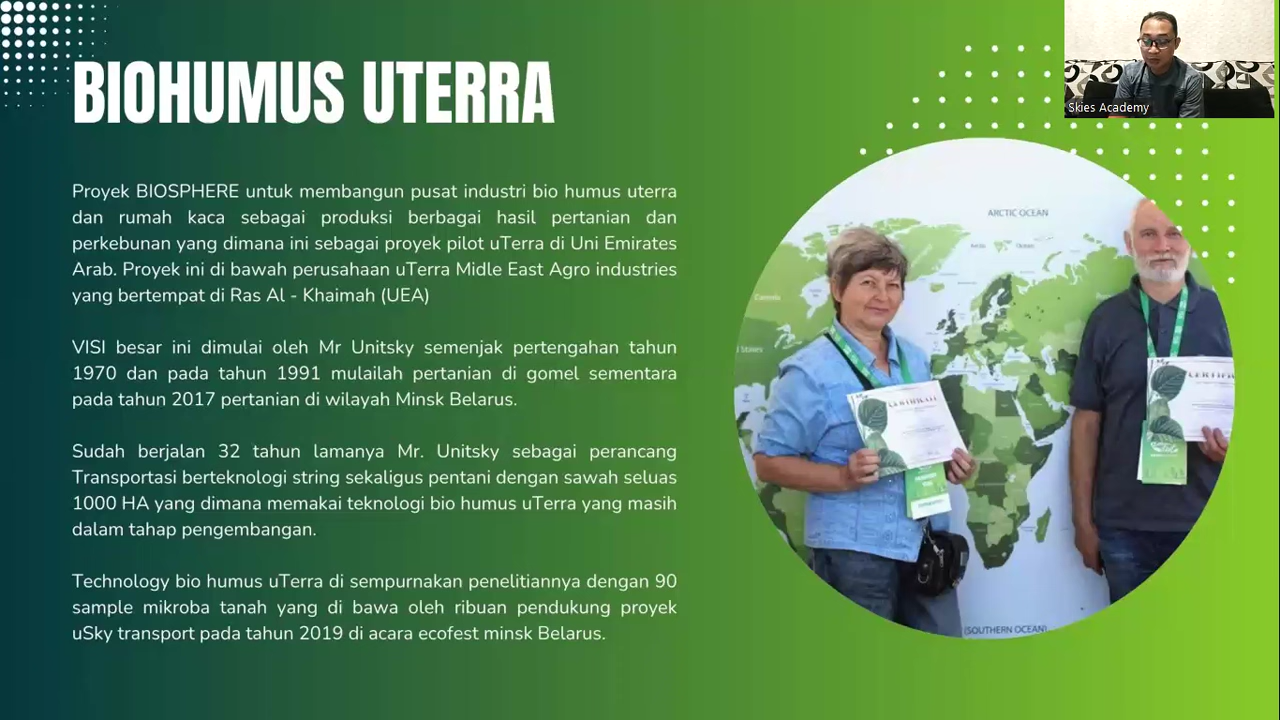 BIOHUMUS UTERRA
Skies Academy
Proyek BIOSPHERE untuk membangun pusat industri bio humus uterra
dan rumah kaca sebagai produksi berbagai hasil pertanian dan
perkebunan yang dimana ini sebagai proyek pilot uTerra di Uni Emirates
Arab. Proyek ini di bawah perusahaan uTerra Midle East Agro industries
yang bertempat di Ras Al - Khaimah (UEA)
VISI besar ini dimulai oleh Mr Unitsky semenjak pertengahan tahun
1970 dan pada tahun 1991 mulailah pertanian di gomel sementara
pada tahun 2017 pertanian di wilayah Minsk Belarus.
Sudah berjalan 32 tahun lamanya Mr. Unitsky sebagai perancang
Transportasi berteknologi string sekaligus pentani dengan sawah seluas
1000 HA yang dimana memakai teknologi bio humus uTerra yang masih
dalam tahap pengembangan.
Technology bio humus uTerra di sempurnakan penelitiannya dengan 90
sample mikroba tanah yang di bawa oleh ribuan pendukung proyek
uSky transport pada tahun 2019 di acara ecofest minsk Belarus.
ARCTIC OCEAN
Canada
CERTIFICATE
(SOUTHERN OCEAN)